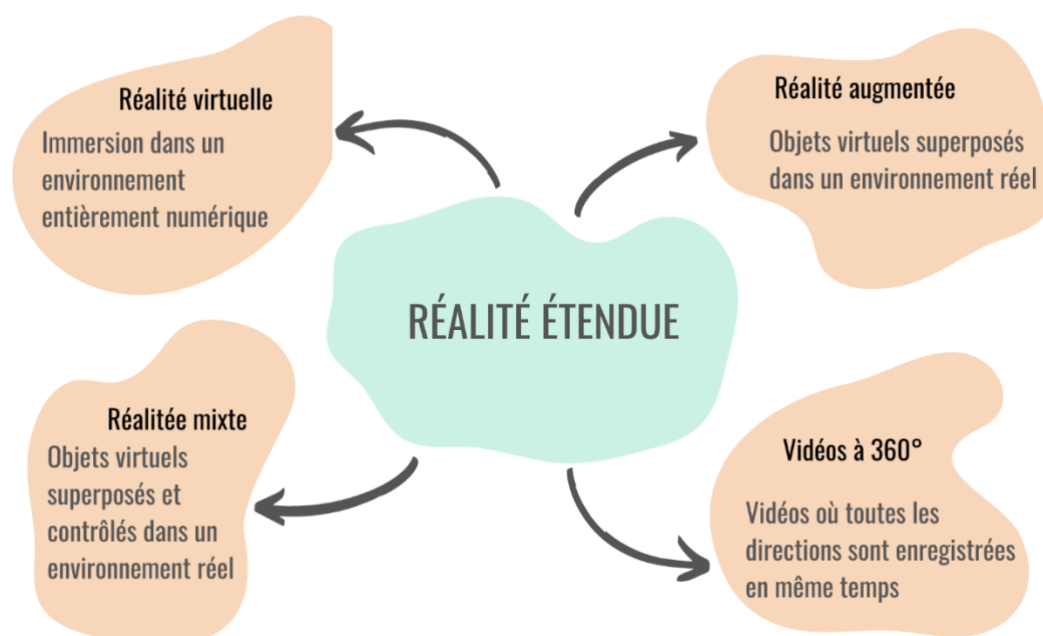 Réalité virtuelle
Immersion dans un
environnement
entièrement numérique
Réalité augmentée
Objets virtuels superposés
dans un environnement réel
RÉALITÉ ÉTENDUE
Réalitée mixte
Objets virtuels
superposés et
contrôlés dans un
environnement réel
Vidéos à 360°
Vidéos où toutes les
directions sont enregistrées
en même temps